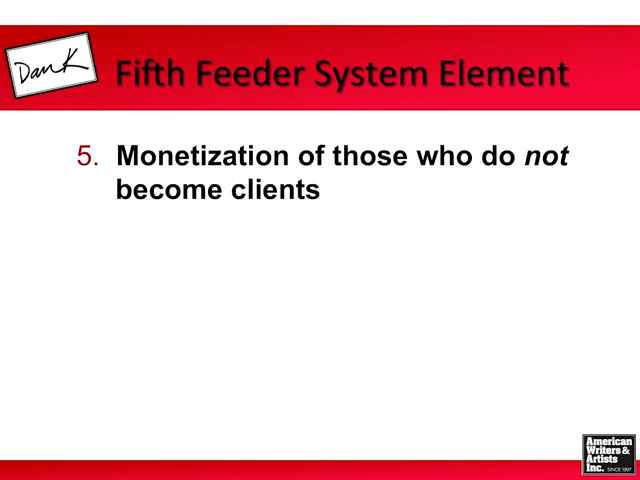 Dan K
Fifth Feeder System Element
5. Monetization of those who do not
become clients
American
Writers &
Artists
Inc. SINCE 1997